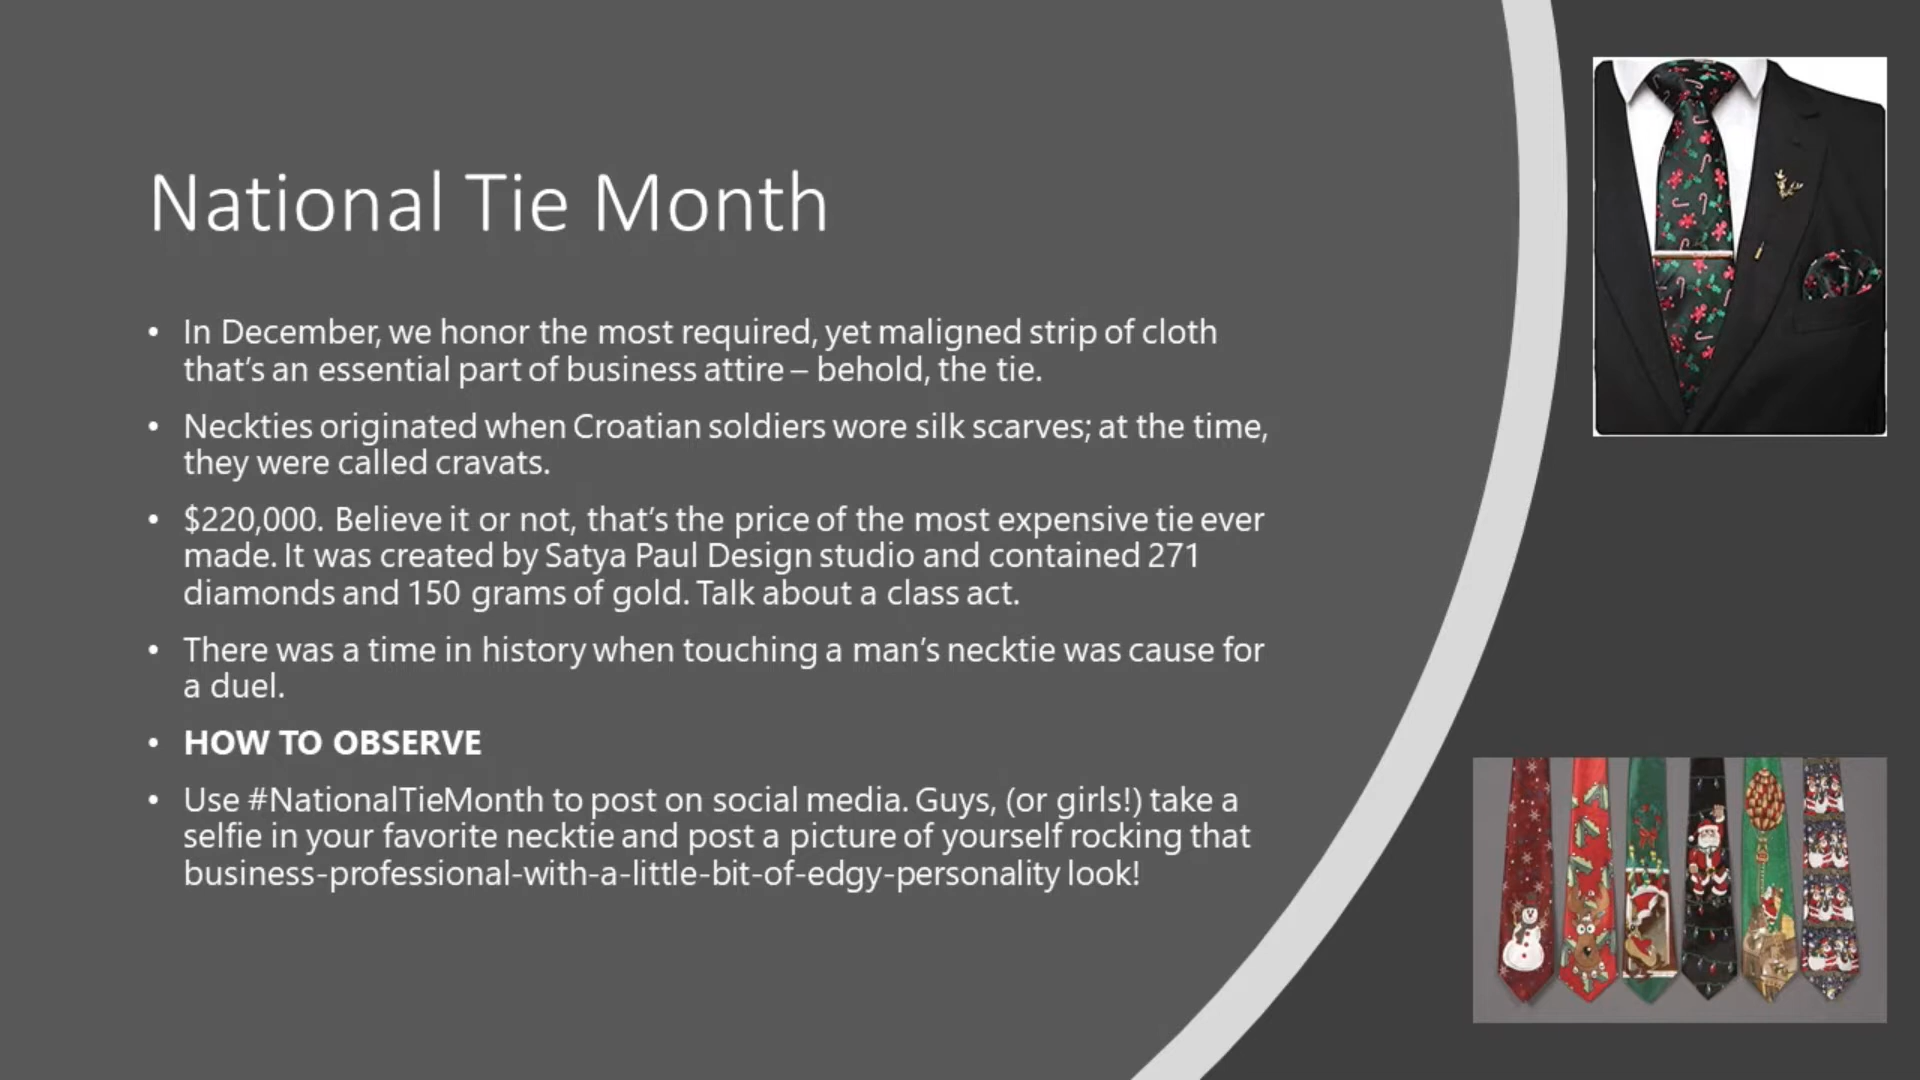 National Tie Month
• In December, we honor the most required, yet maligned strip of cloth
that’s an essential part of business attire – behold, the tie.
• Neckties originated when Croatian soldiers wore silk scarves; at the time,
they were called cravats.
• $220,000. Believe it or not, that’s the price of the most expensive tie ever
made. It was created by Satya Paul Design studio and contained 271
diamonds and 150 grams of gold. Talk about a class act.
• There was a time in history when touching a man’s necktie was cause for
a duel.
• HOW TO OBSERVE
• Use #NationalTieMonth to post on social media. Guys, (or girls!) take a
selfie in your favorite necktie and post a picture of yourself rocking that
business-professional-with-a-little-bit-of-edgy-personality look!